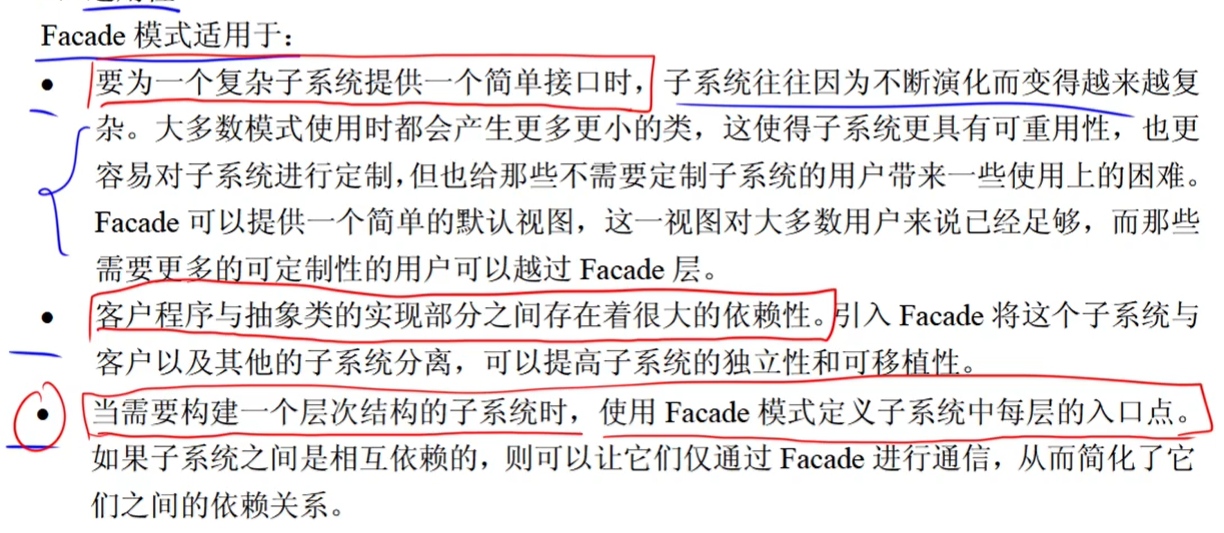 Facade 模式适用于:
● 要为一个复杂子系统提供一个简单接口时，子系统往往因为不断演化而变得越来越复
杂。大多数模式使用时都会产生更多更小的类，这使得子系统更具有可重用性，也更
容易对子系统进行定制，但也给那些不需要定制子系统的用户带来一些使用上的困难。
Facade 可以提供一个简单的默认视图，这一视图对大多数用户来说已经足够，而那些
需要更多的可定制性的用户可以越过 Facade 层。
● 客户程序与抽象类的实现部分之间存在着很大的依赖性。引入 Facade 将这个子系统与
客户以及其他的子系统分离，可以提高子系统的独立性和可移植性。
● 当需要构建一个层次结构的子系统时，使用 Facade 模式定义子系统中每层的入口点。
如果子系统之间是相互依赖的，则可以让它们仅通过 Facade 进行通信，从而简化了它
们之间的依赖关系。